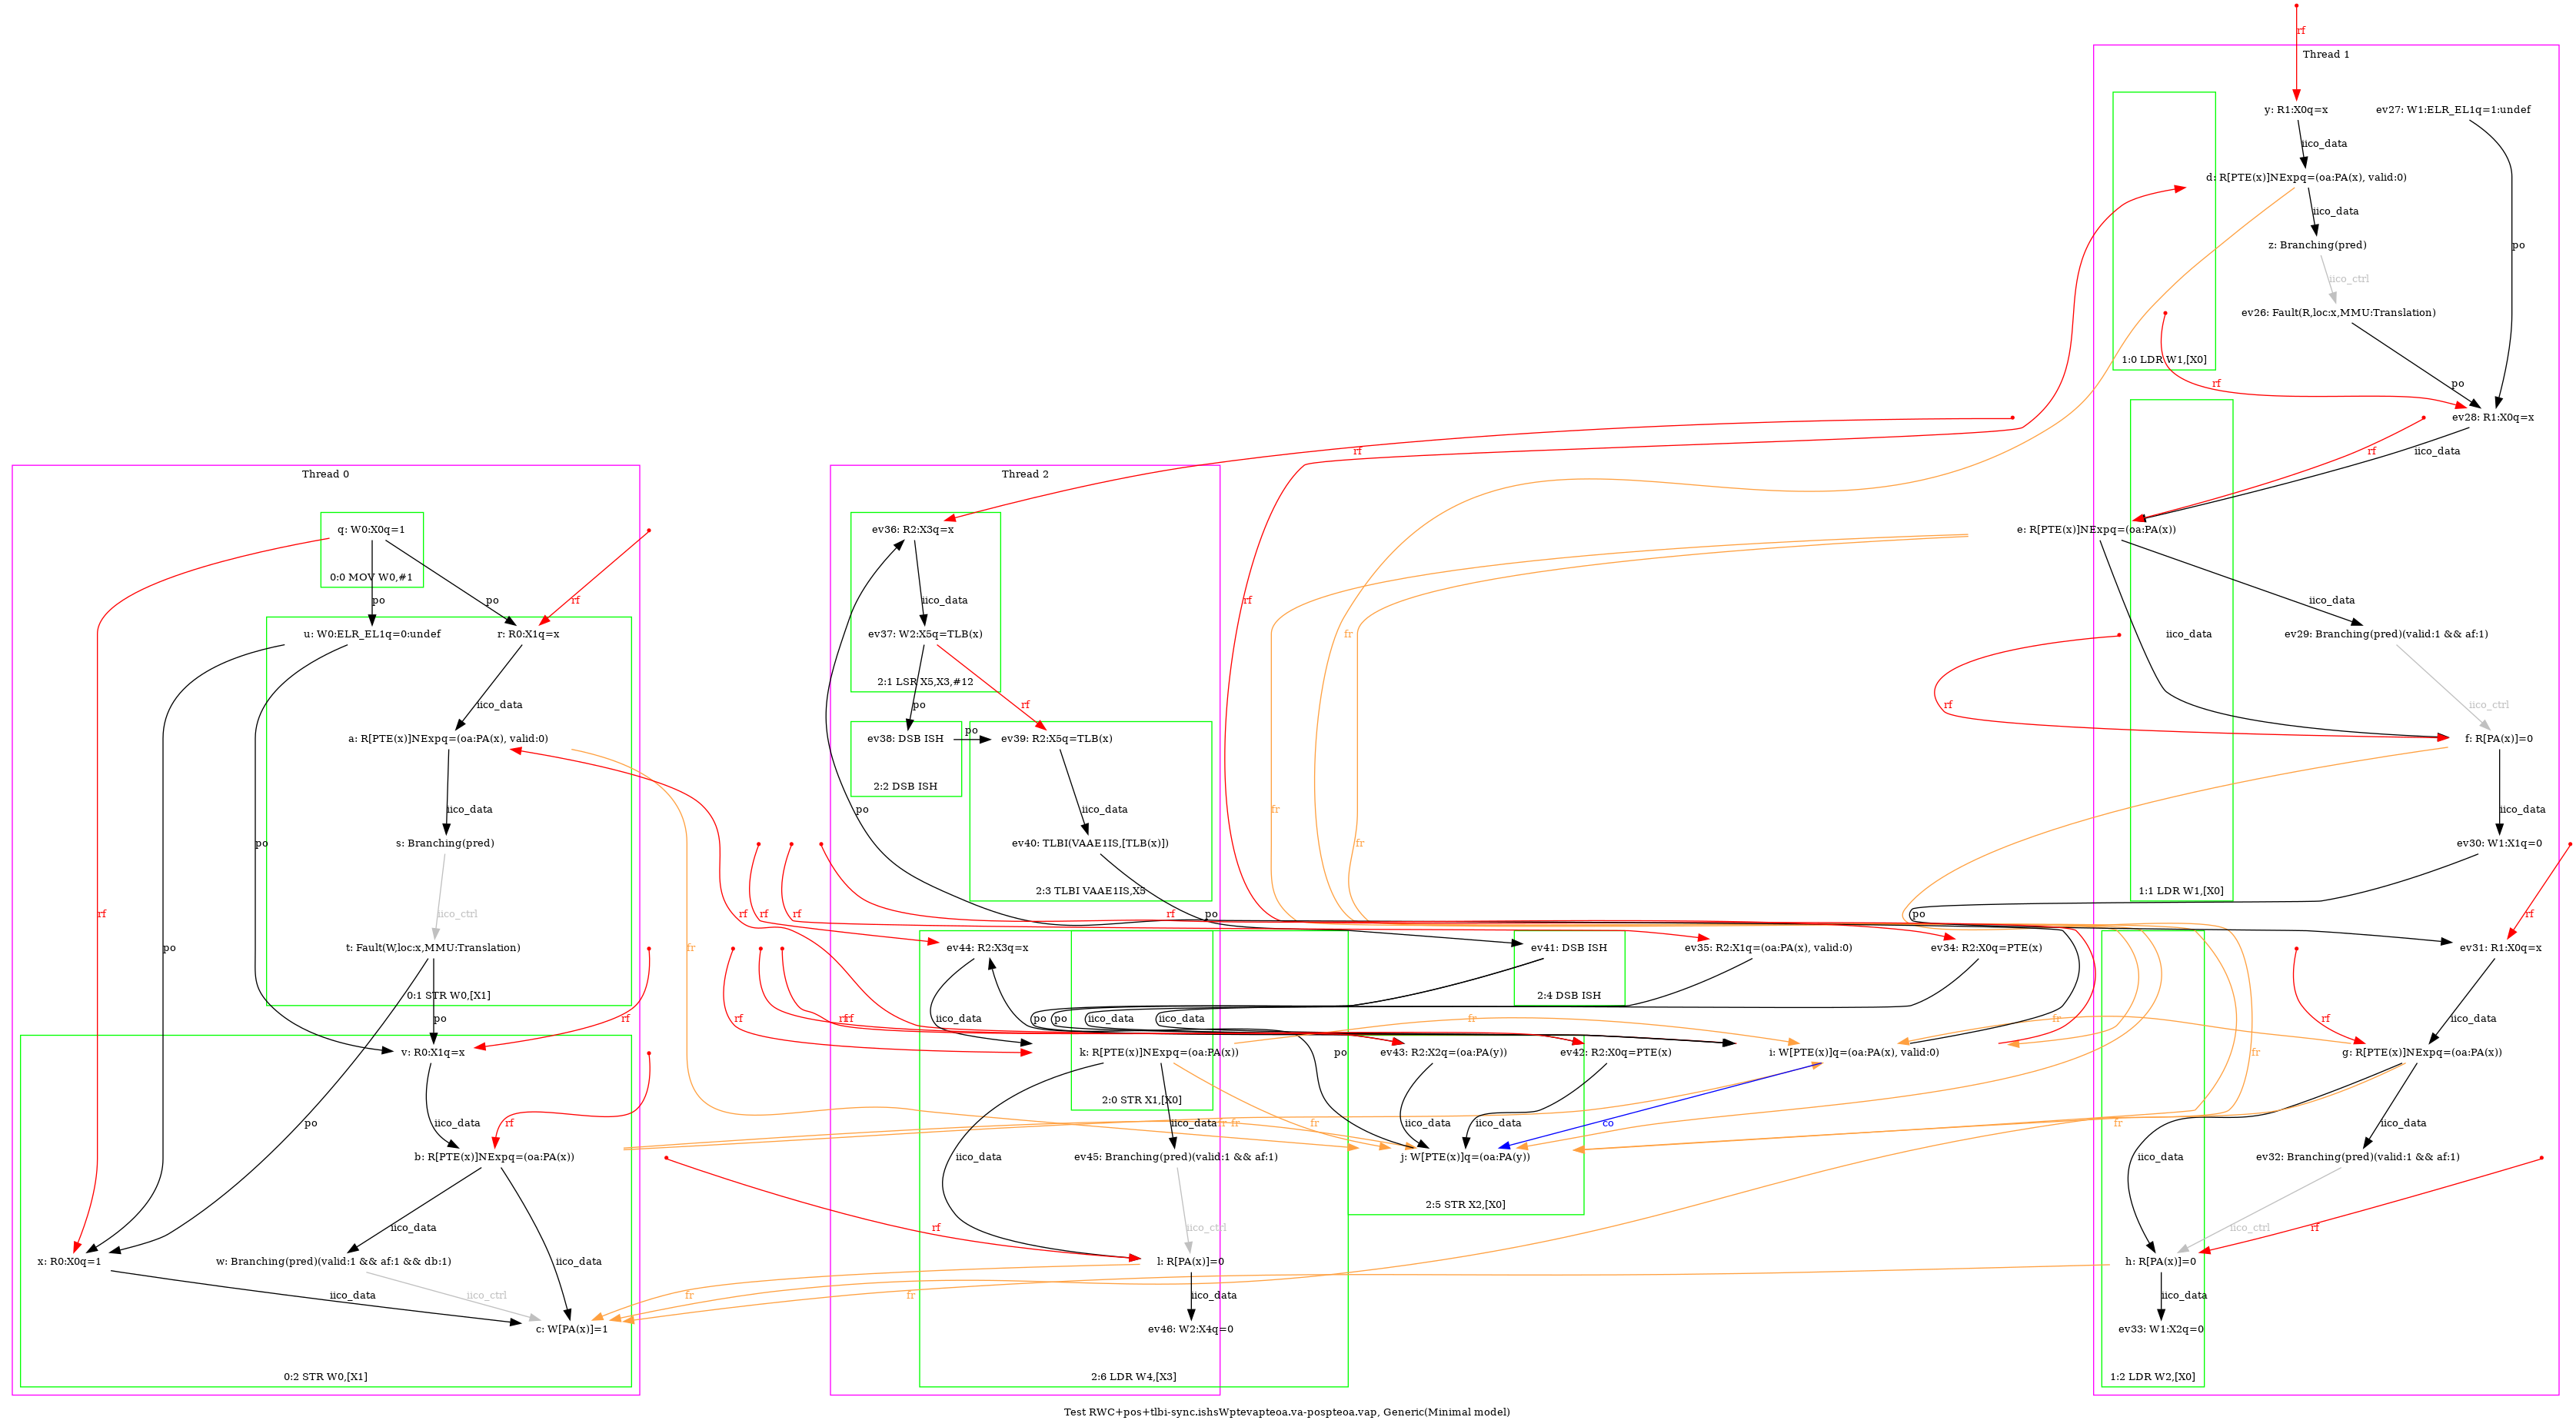 rf
Thread 1
y: R1:X0q=x
ev27: W1:ELR_EL1q=1:undef
iico_data
d: R[PTE(x)]NExpq=(oa:PA(x), valid:0)
iico_data
z: Branching(pred)
po
iico_ctrl
ev26: Fault(R,loc:x,MMU:Translation)
1:0 LDR W1,[X0]
rf
po
ev28: R1:X0q=x
rf
rf
iico_data
Thread 0
Thread 2
q: W0:X0q=1
ev36: R2:X3q=x
e: R[PTE(x)]NExpq=(oa:PA(x))
0:0 MOV W0,#1
po
po
rf
iico_data
rf
iico_data
u: W0:ELR_EL1q=0:undef
r: R0:X1q=x
ev37: W2:X5q=TLB(x)
fr
iico_data
ev29: Branching(pred)(valid:1 && af:1)
2:1 LSR X5,X3,#12
iico_data
po
rf
rf
iico_ctrl
a: R[PTE(x)]NExpq=(oa:PA(x), valid:0)
ev38: DSB ISH
po
ev39: R2:X5q=TLB(x)
f: R[PA(x)]=0
2:2 DSB ISH
iico_data
po
iico_data
fr
iico_data
po
s: Branching(pred)
ev40: TLBI(VAAE1IS,[TLB(x)])
fr
ev30: W1:X1q=0
2:3 TLBI VAAE1IS,X5
1:1 LDR W1,[X0]
rf
iico_ctrl
rf
rf
rf
rf
po
po
rf
po
fr
t: Fault(W,loc:x,MMU:Translation)
ev44: R2:X3q=x
ev41: DSB ISH
ev35: R2:X1q=(oa:PA(x), valid:0)
ev34: R2:X0q=PTE(x)
ev31: R1:X0q=x
0:1 STR W0,[X1]
2:4 DSB ISH
po
rf
iico_data
rf
rf
rf
po
po
iico_data
iico_data
fr
fr
rf
iico_data
v: R0:X1q=x
k: R[PTE(x)]NExpq=(oa:PA(x))
po
ev43: R2:X2q=(oa:PA(y))
ev42: R2:X0q=PTE(x)
i: W[PTE(x)]q=(oa:PA(x), valid:0)
fr
g: R[PTE(x)]NExpq=(oa:PA(x))
2:0 STR X1,[X0]
po
iico_data
rf
fr
fr
iico_data
fr
iico_data
iico_data
co
fr
iico_data
b: R[PTE(x)]NExpq=(oa:PA(x))
iico_data
ev45: Branching(pred)(valid:1 && af:1)
j: W[PTE(x)]q=(oa:PA(y))
iico_data
ev32: Branching(pred)(valid:1 && af:1)
2:5 STR X2,[X0]
iico_data
iico_data
rf
iico_ctrl
iico_ctrl
rf
x: R0:X0q=1
w: Branching(pred)(valid:1 && af:1 && db:1)
l: R[PA(x)]=0
h: R[PA(x)]=0
iico_data
iico_ctrl
fr
fr
iico_data
iico_data
c: W[PA(x)]=1
ev46: W2:X4q=0
ev33: W1:X2q=0
0:2 STR W0,[X1]
2:6 LDR W4,[X3]
1:2 LDR W2,[X0]
Test RWC+pos+tlbi-sync.ishsWptevapteoa.va-pospteoa.vap, Generic(Minimal model)